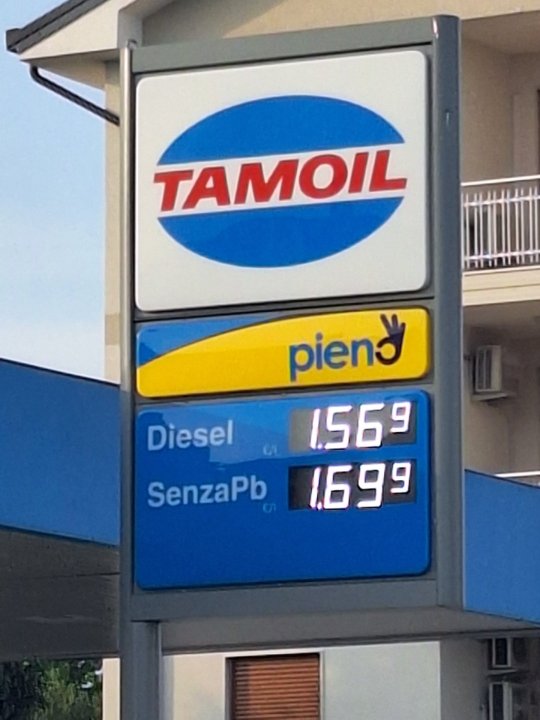 TAMOIL
pieno
Diesel €/l 1.569
SenzaPb €/l 1.699